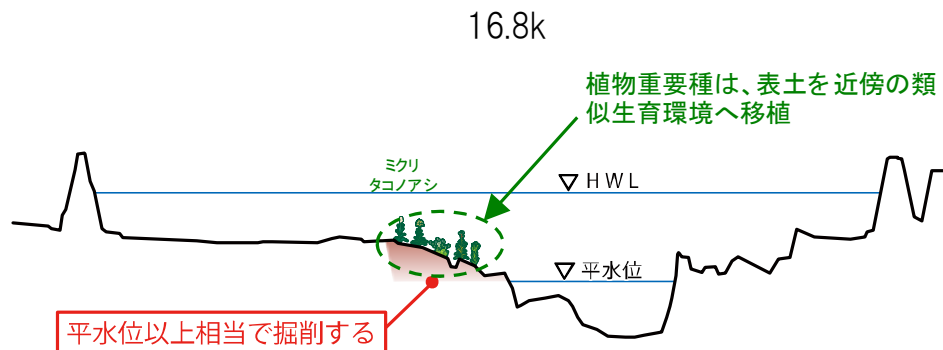 16.8k
植物重要種は、表土を近傍の類
似生育環境へ移植
ミクリ
タコノアシ
▽ HWL
▽ 平水位
平水位以上相当で掘削する